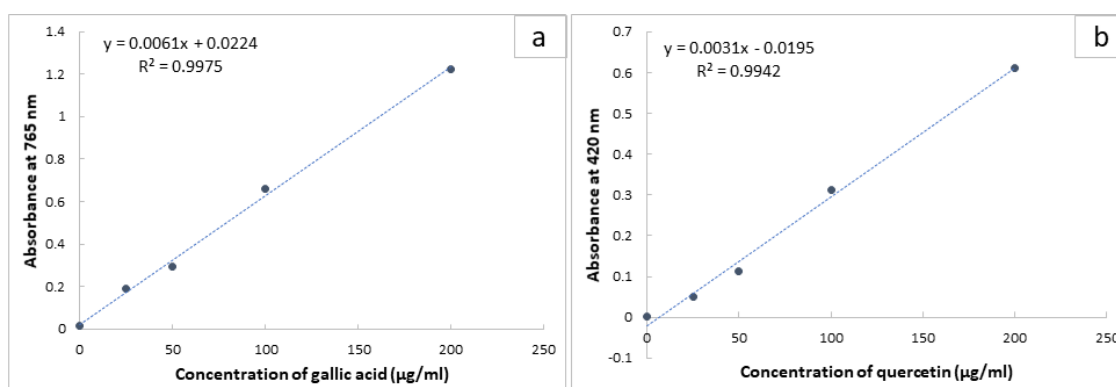 a
y = 0.0061x + 0.0224
R² = 0.9975
Absorbance at 765 nm
1.4
1.2
1
0.8
0.6
0.4
0.2
0
0 50 100 150 200 250
Concentration of gallic acid (µg/ml)
b
y = 0.0031x - 0.0195
R² = 0.9942
Absorbance at 420 nm
0.7
0.6
0.5
0.4
0.3
0.2
0.1
0
-0.1
0 50 100 150 200 250
Concentration of quercetin (µg/ml)